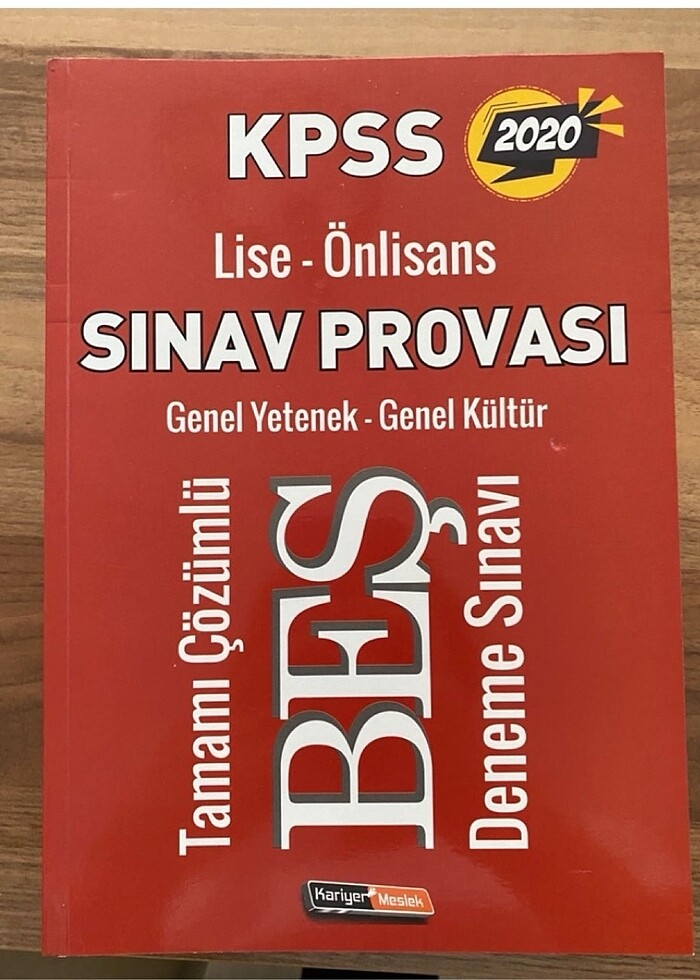 KPSS
2020
Lise - Önlisans
SINAV PROVASI
Genel Yetenek - Genel Kültür
Tamamı Çözümlü
BEŞ
Deneme Sınavı
Kariyer Meslek